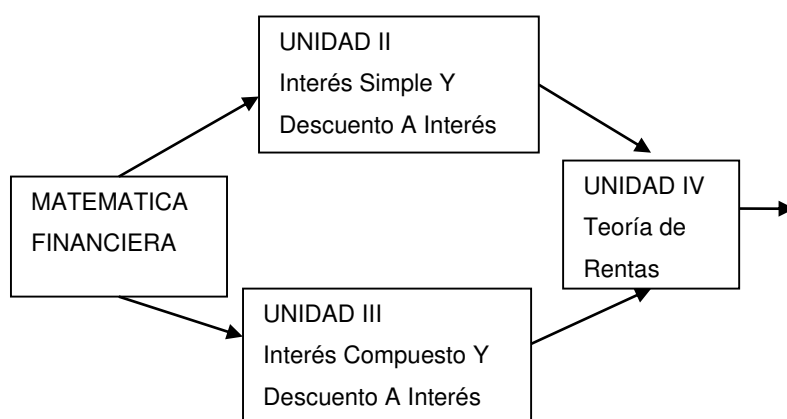 UNIDAD II
Interés Simple Y
Descuento A Interés
MATEMATICA
FINANCIERA
UNIDAD IV
Teoría de
Rentas
UNIDAD III
Interés Compuesto Y
Descuento A Interés